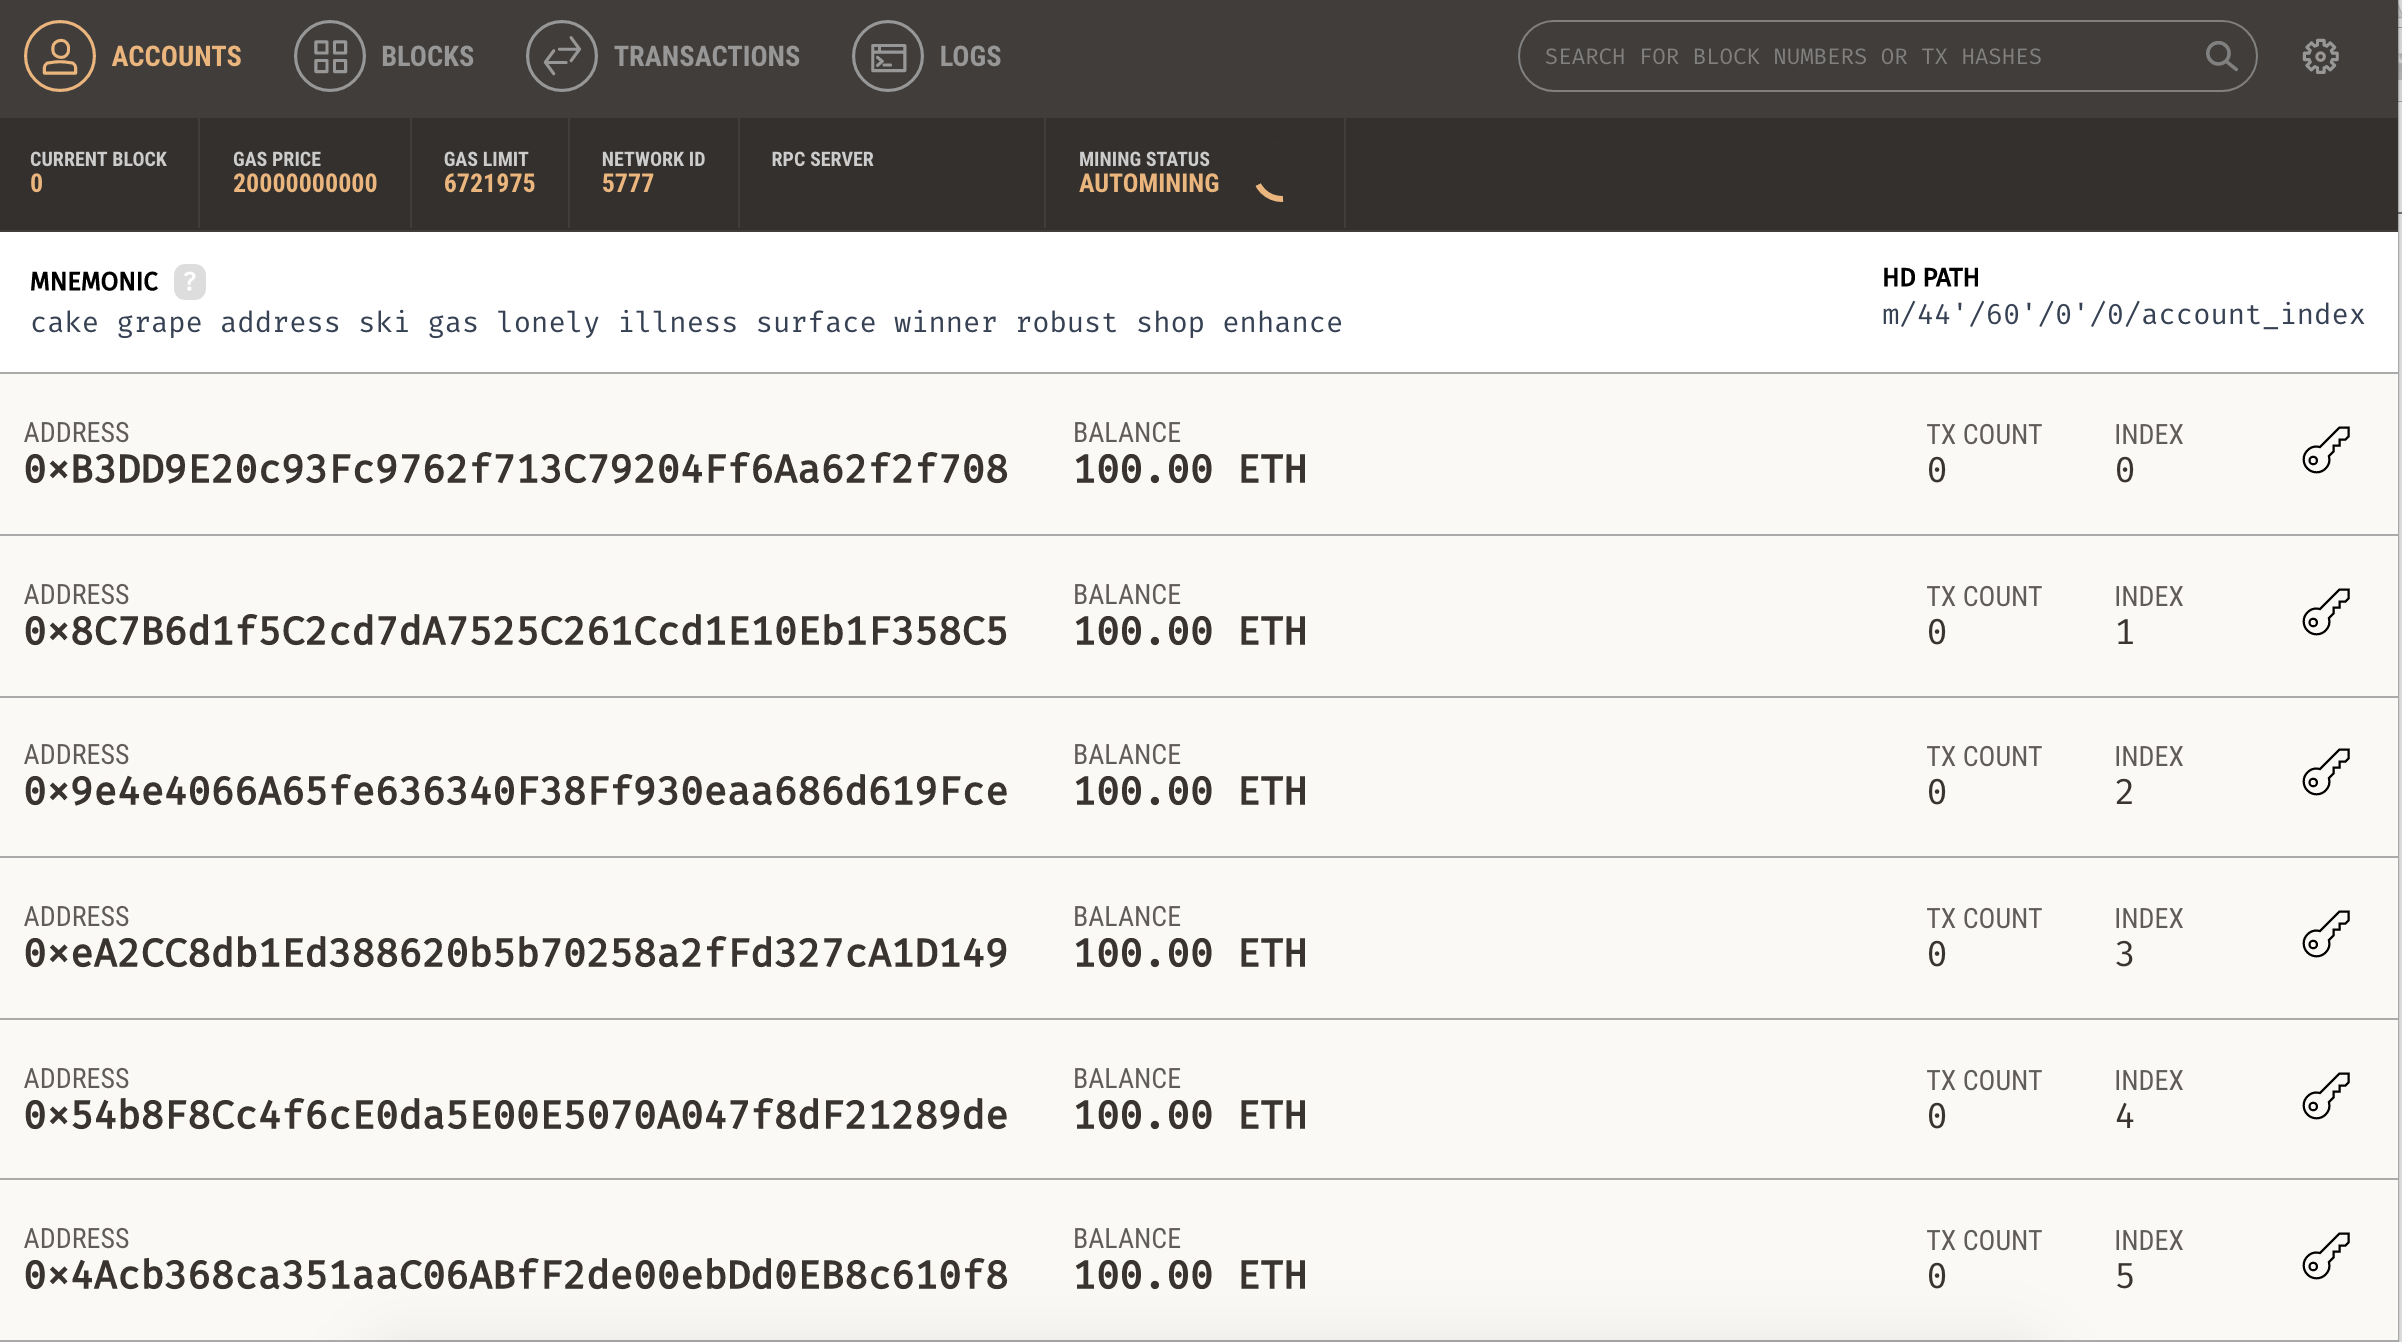 ACCOUNTS BLOCKS TRANSACTIONS LOGS SEARCH FOR BLOCK NUMBERS OR TX HASHES
CURRENT BLOCK GAS PRICE GAS LIMIT NETWORK ID RPC SERVER MINING STATUS
0 20000000000 6721975 5777 AUTOMINING
MNEMONIC ? HD PATH
cake grape address ski gas lonely illness surface winner robust shop enhance m/44'/60'/0'/0/account_index
ADDRESS BALANCE TX COUNT INDEX
0×B3DD9E20c93Fc9762f713C79204Ff6Aa62f2f708 100.00 ETH 0 0
ADDRESS BALANCE TX COUNT INDEX
0×8C7B6d1f5C2cd7dA7525C261Ccd1E10Eb1F358C5 100.00 ETH 0 1
ADDRESS BALANCE TX COUNT INDEX
0×9e4e4066A65fe636340F38Ff930eaa686d619Fce 100.00 ETH 0 2
ADDRESS BALANCE TX COUNT INDEX
0×eA2CC8db1Ed388620b5b70258a2fFd327cA1D149 100.00 ETH 0 3
ADDRESS BALANCE TX COUNT INDEX
0×54b8F8Cc4f6cE0da5E00E5070A047f8dF21289de 100.00 ETH 0 4
ADDRESS BALANCE TX COUNT INDEX
0×4Acb368ca351aaC06ABfF2de00ebDd0EB8c610f8 100.00 ETH 0 5